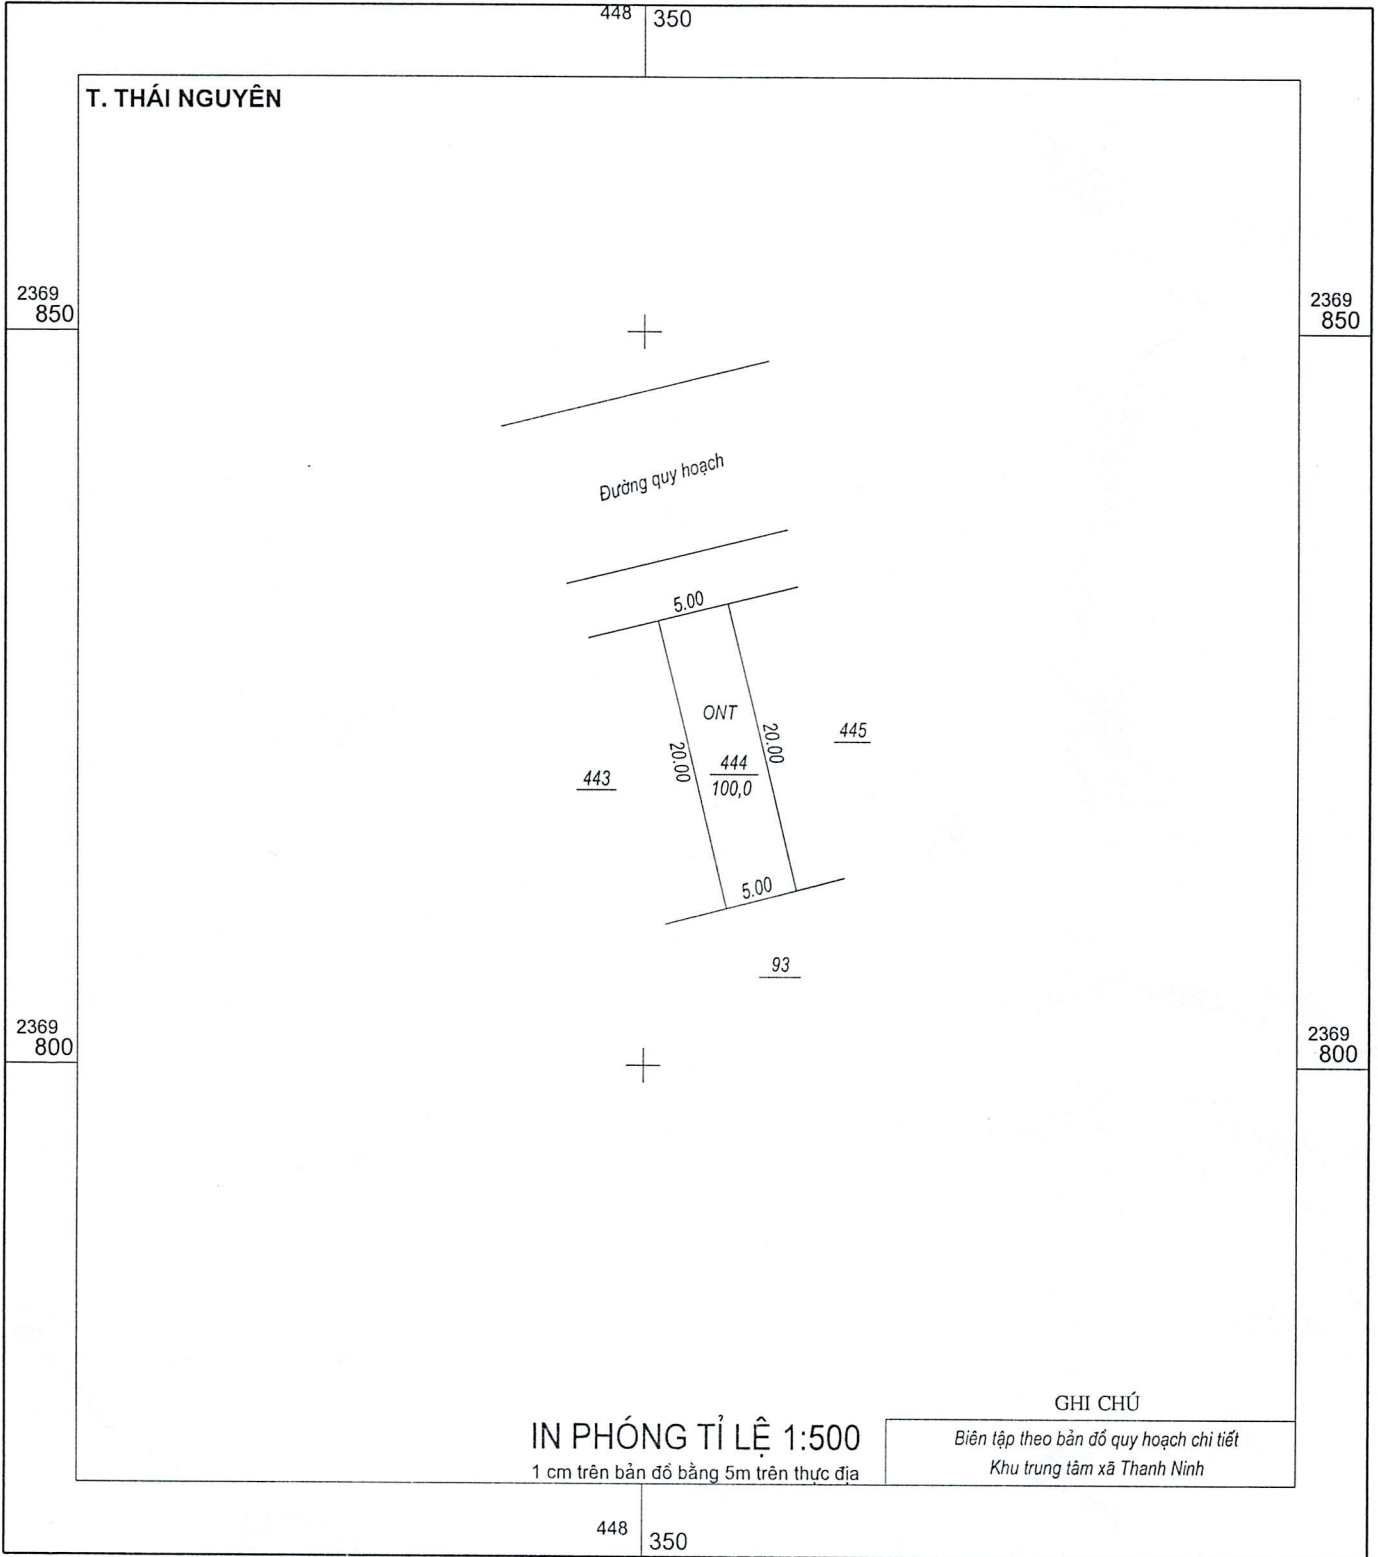 448 350
T. THÁI NGUYÊN
2369
850
2369
850
Đường quy hoạch
5.00
ONT
20.00
20.00
445
443
444
100,0
5.00
93
2369
800
2369
800
GHI CHÚ
IN PHÓNG TỈ LỆ 1:500
1 cm trên bản đồ bằng 5m trên thực địa
Biên tập theo bản đồ quy hoạch chi tiết
Khu trung tâm xã Thanh Ninh
448 350